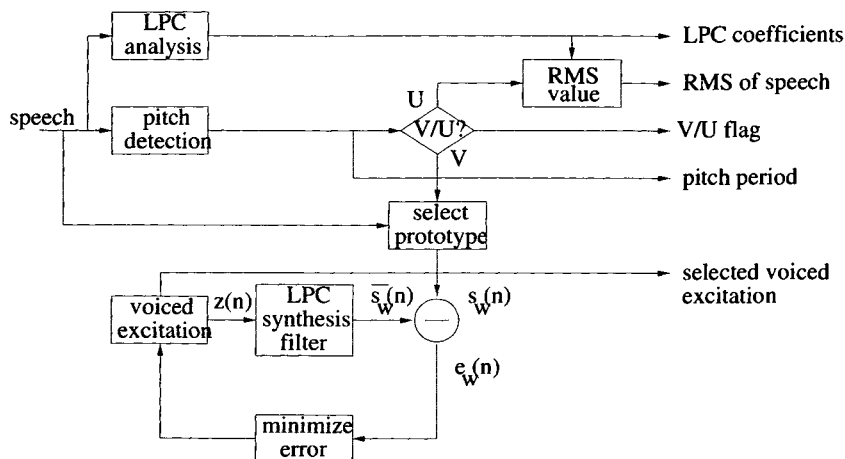 LPC
analysis
LPC coefficients
RMS
value
RMS of speech
U
speech
pitch
detection
V/U?
V/U flag
V
pitch period
select
prototype
selected voiced
excitation
voiced
excitation
z(n)
LPC
synthesis
filter
s̅w(n)
sw(n)
ew(n)
minimize
error